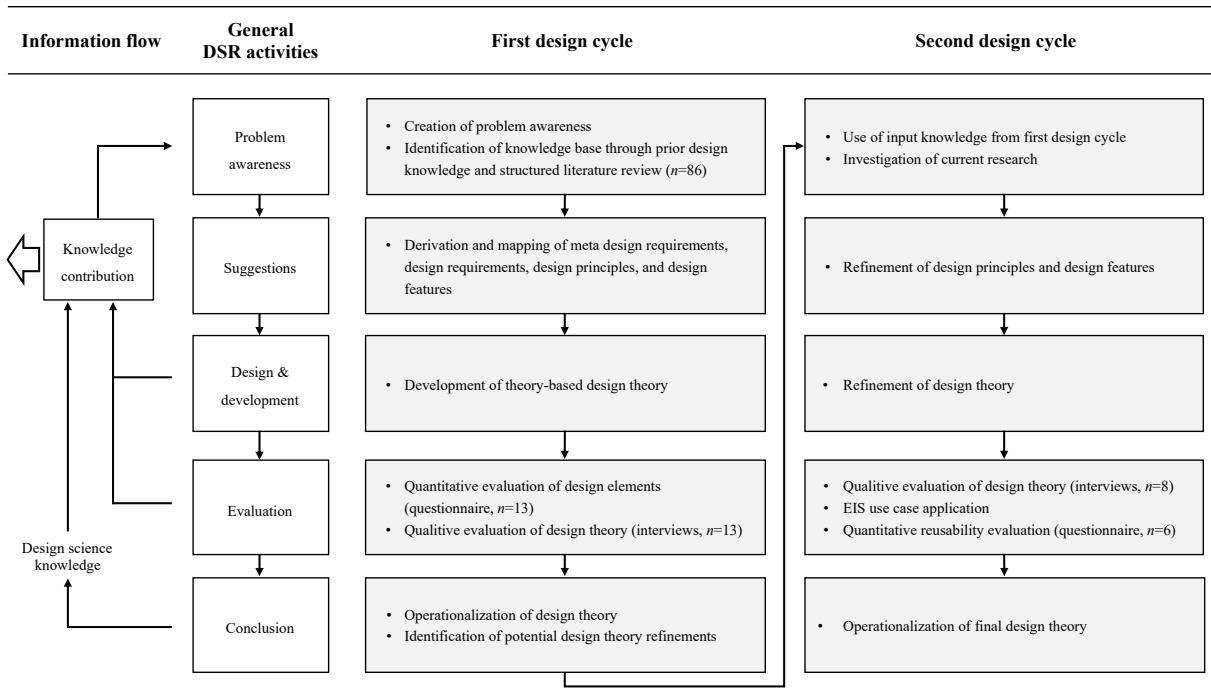 Information flow
General
DSR activities
First design cycle
Second design cycle
Problem
awareness
• Creation of problem awareness
• Identification of knowledge base through prior design
knowledge and structured literature review (n=86)
• Use of input knowledge from first design cycle
• Investigation of current research
Knowledge
contribution
Suggestions
• Derivation and mapping of meta design requirements,
design requirements, design principles, and design
features
• Refinement of design principles and design features
Design &
development
• Development of theory-based design theory
• Refinement of design theory
Evaluation
• Quantitative evaluation of design elements
(questionnaire, n=13)
• Qualitive evaluation of design theory (interviews, n=13)
• Qualitive evaluation of design theory (interviews, n=8)
• EIS use case application
• Quantitative reusability evaluation (questionnaire, n=6)
Design science
knowledge
Conclusion
• Operationalization of design theory
• Identification of potential design theory refinements
• Operationalization of final design theory